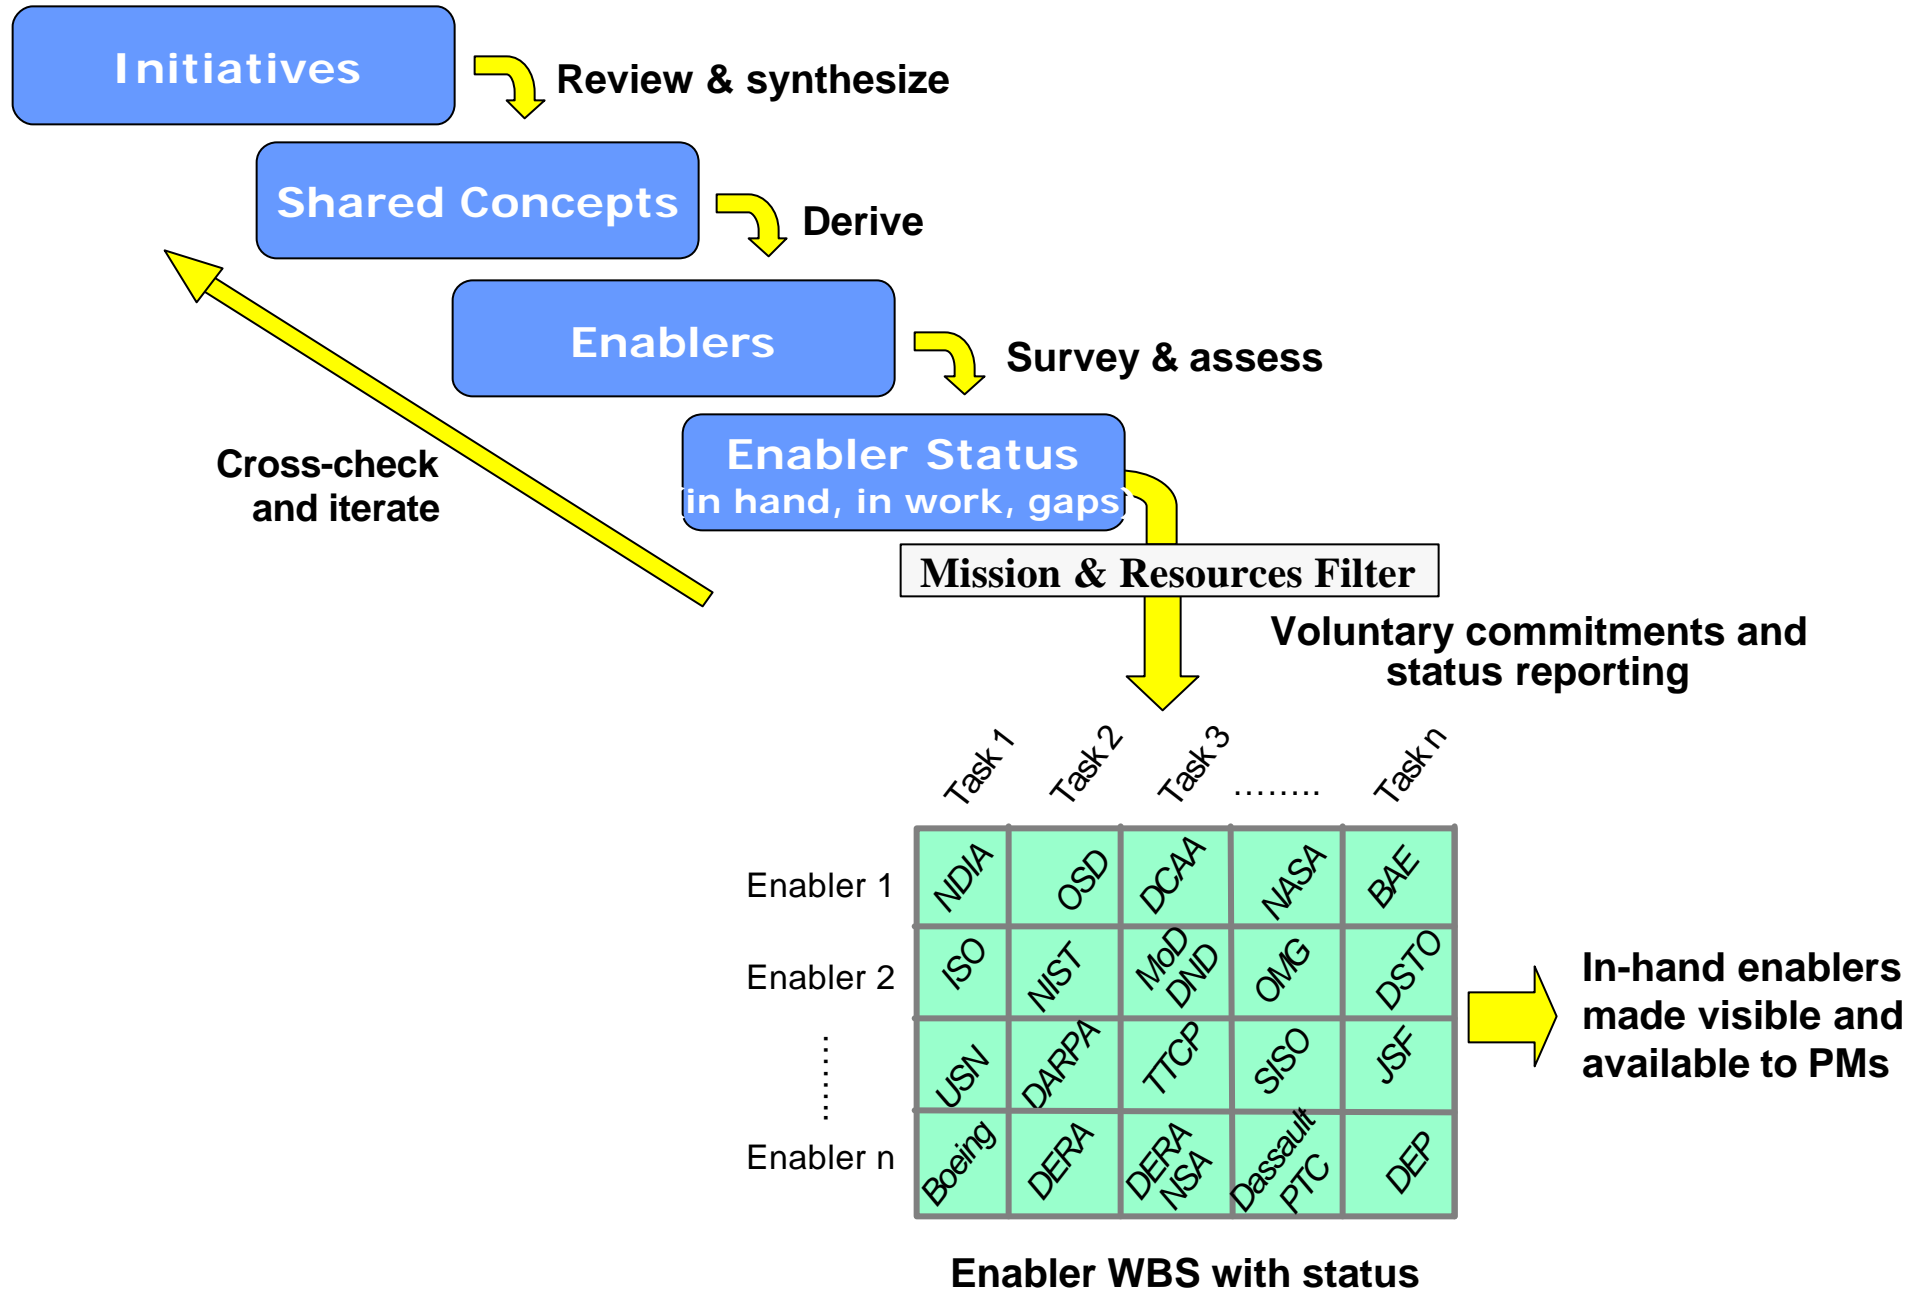 Initiatives
Review & synthesize
Shared Concepts
Derive
Enablers
Survey & assess
Enabler Status
(in hand, in work, gaps)
Cross-check
and iterate
Mission & Resources Filter
Voluntary commitments and
status reporting
Task 1 Task 2 Task 3 ........ Task n
Enabler 1 NDIA OSD DCAA NASA BAE
Enabler 2 ISO NIST MoD DND OMG DSTO
........ USN DARPA TTCP SISO JSF
Enabler n Boeing DERA DERA NSA Dassault PTC DEP
In-hand enablers
made visible and
available to PMs
Enabler WBS with status